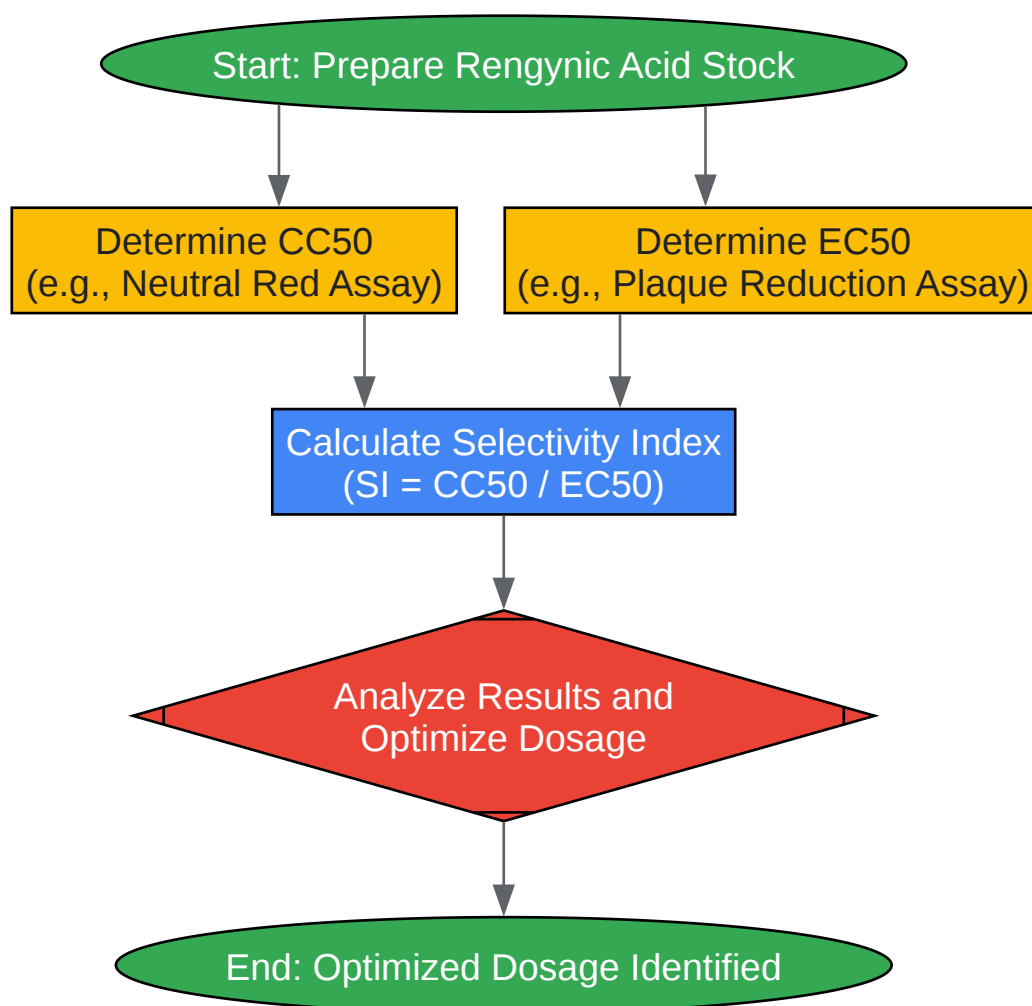 Start: Prepare Rengynic Acid Stock
Determine CC50
(e.g., Neutral Red Assay)
Determine EC50
(e.g., Plaque Reduction Assay)
Calculate Selectivity Index
(SI = CC50 / EC50)
Analyze Results and
Optimize Dosage
End: Optimized Dosage Identified